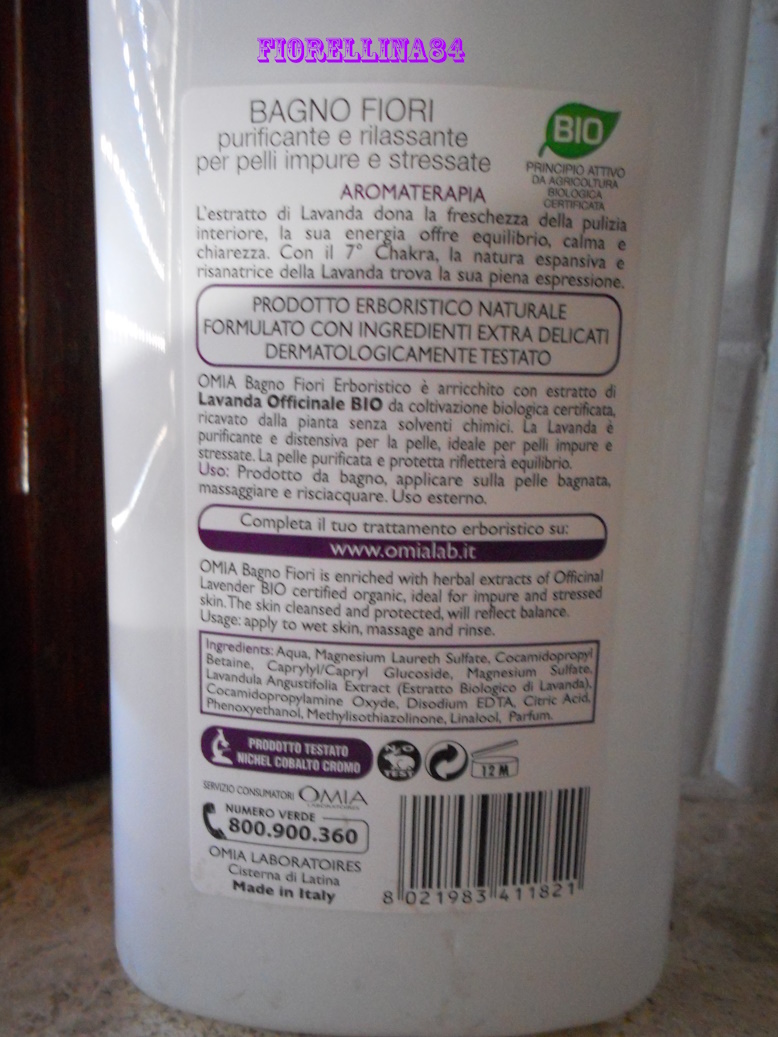 FIORELLINA84
BAGNO FIORI
purificante e rilassante
per pelli impure e stressate
BIO
PRINCIPIO ATTIVO
DA AGRICOLTURA
BIOLOGICA
CERTIFICATA
AROMATERAPIA
L'estratto di Lavanda dona la freschezza della pulizia
interiore, la sua energia offre equilibrio, calma e
chiarezza. Con il 7° Chakra, la natura espansiva e
risanatrice della Lavanda trova la sua piena espressione.
PRODOTTO ERBORISTICO NATURALE
FORMULATO CON INGREDIENTI EXTRA DELICATI
DERMATOLOGICAMENTE TESTATO
OMIA Bagno Fiori Erboristico è arricchito con estratto di
Lavanda Officinale BIO da coltivazione biologica certificata,
ricavato dalla pianta senza solventi chimici. La Lavanda è
purificante e distensiva per la pelle, ideale per pelli impure e
stressate. La pelle purificata e protetta rifletterà equilibrio.
Uso: Prodotto da bagno, applicare sulla pelle bagnata,
massaggiare e risciacquare. Uso esterno.
Completa il tuo trattamento erboristico su:
www.omialab.it
OMIA Bagno Fiori is enriched with herbal extracts of Officinal
Lavender BIO certified organic, ideal for impure and stressed
skin. The skin cleansed and protected, will reflect balance.
Usage: apply to wet skin, massage and rinse.
Ingredients: Aqua, Magnesium Laureth Sulfate, Cocamidopropyl
Betaine, Caprylyl/Capryl Glucoside, Magnesium Sulfate,
Lavandula Angustifolia Extract (Estratto Biologico di Lavanda),
Cocamidopropylamine Oxyde, Disodium EDTA, Citric Acid,
Phenoxyethanol, Methylisothiazolinone, Linalool, Parfum.
PRODOTTO TESTATO
NICHEL COBALTO CROMO
N/O
TEST
12 M
SERVIZIO CONSUMATORI OMIA
LABORATOIRES
NUMERO VERDE
800.900.360
OMIA LABORATOIRES
Cisterna di Latina
Made in Italy
8 021983 411821